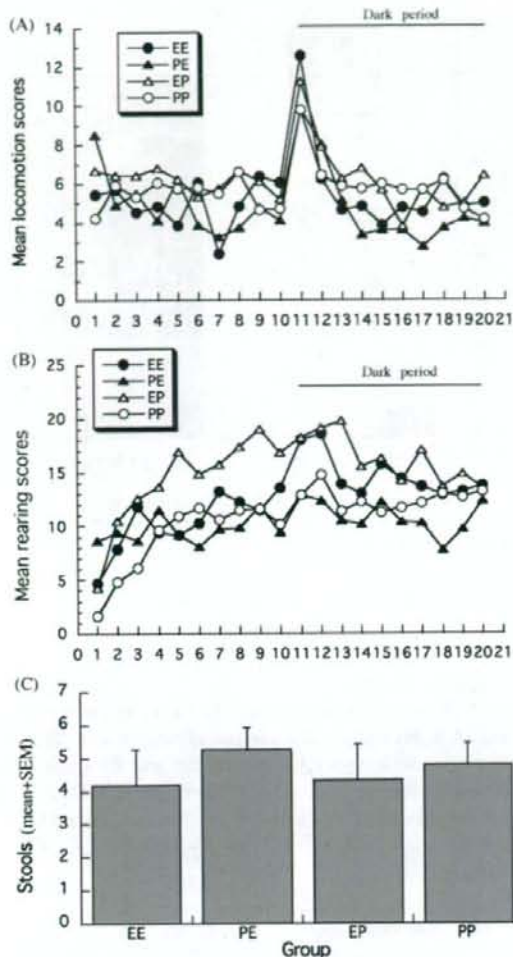 (A)
Dark period
14
12
10
8
6
4
2
0
Mean locomotion scores
EE
PE
EP
PP
0 1 2 3 4 5 6 7 8 9 10 11 12 13 14 15 16 17 18 19 20 21
(B)
Dark period
25
20
15
10
5
0
Mean rearing scores
EE
PE
EP
PP
0 1 2 3 4 5 6 7 8 9 10 11 12 13 14 15 16 17 18 19 20 21
(C)
7
6
5
4
3
2
1
0
Stools (mean+SEM)
EE PE EP PP
Group